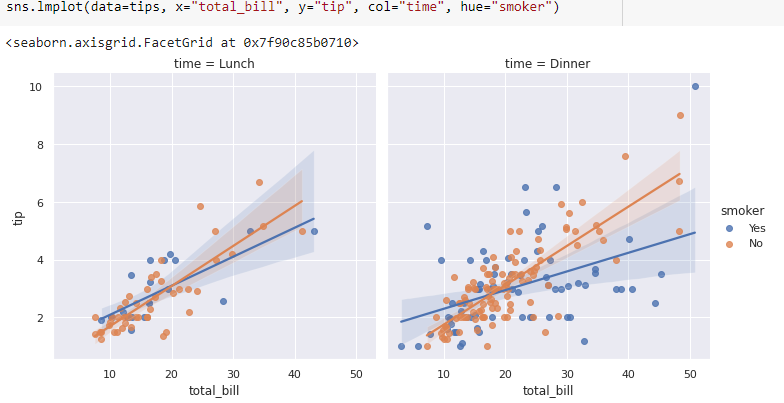 sns.lmplot(data=tips, x="total_bill", y="tip", col="time", hue="smoker")
<seaborn.axisgrid.FacetGrid at 0x7f90c85b0710>
time = Lunch
time = Dinner
10
8
6
4
2
tip
smoker
Yes
No
10 20 30 40 50
10 20 30 40 50
total_bill
total_bill